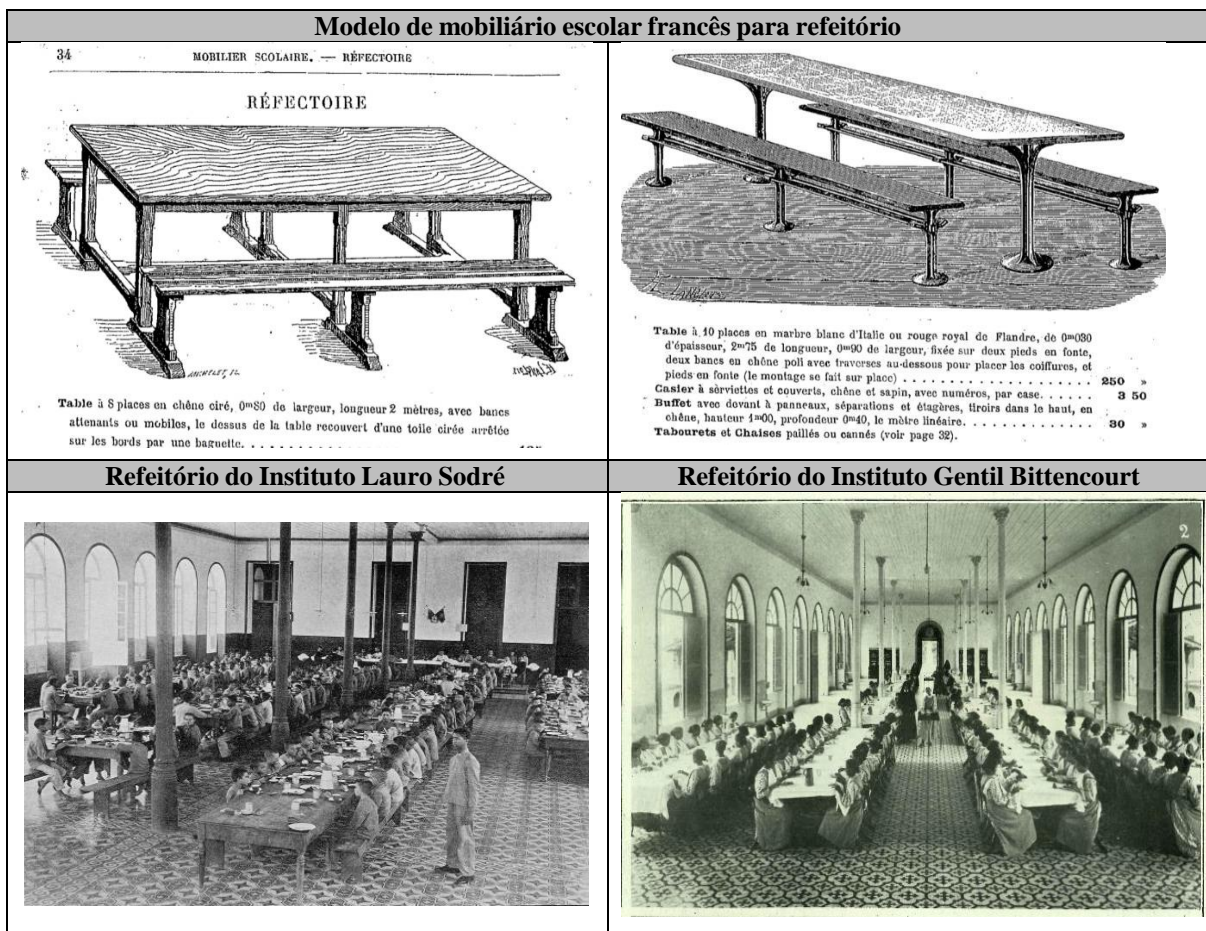 Modelo de mobiliário escolar francês para refeitório
34
MOBILIER SCOLAIRE. — RÉFECTOIRE
RÉFECTOIRE
Table à 8 places en chêne ciré, 0m80 de largeur, longueur 2 mètres, avec bancs
attenants ou mobiles, le dessus de la table recouvert d'une toile cirée arrêtée
sur les bords par une baguette.
Table à 10 places en marbre blanc d'Italie ou rouge royal de Flandre, de 0m030
d'épaisseur, 2m75 de longueur, 0m90 de largeur, fixée sur deux pieds en fonte,
deux bancs en chêne poli avec traverses au-dessous pour placer les coiffures, et
pieds en fonte (le montage se fait sur place) . . . . . . . . . . . . . . . . . . . . 250 »
Casier à serviettes et couverts, chêne et sapin, avec numéros, par case. . . . . . 3 50
Buffet avec devant à panneaux, séparations et étagères, tiroirs dans le haut, en
chêne, hauteur 1m00, profondeur 0m40, le mètre linéaire. . . . . . . . . . . . . 30 »
Tabourets et Chaises paillés ou cannés (voir page 32).
Refeitório do Instituto Lauro Sodré
Refeitório do Instituto Gentil Bittencourt
2